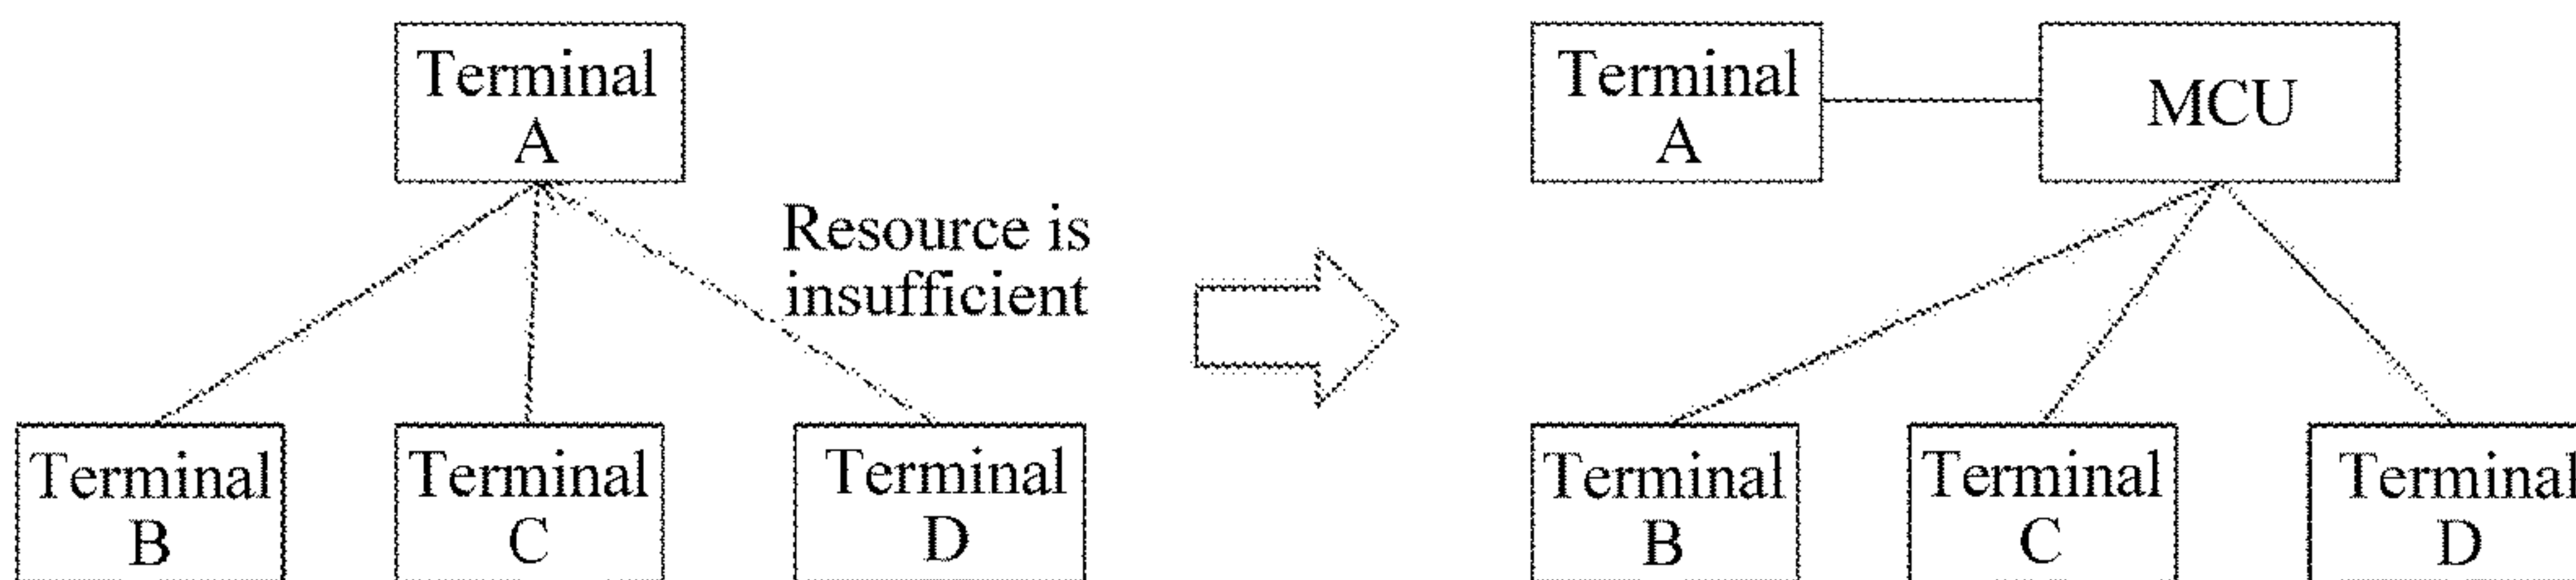 Terminal
A
Resource is
insufficient
Terminal
B
Terminal
C
Terminal
D
Terminal
A
MCU
Terminal
B
Terminal
C
Terminal
D